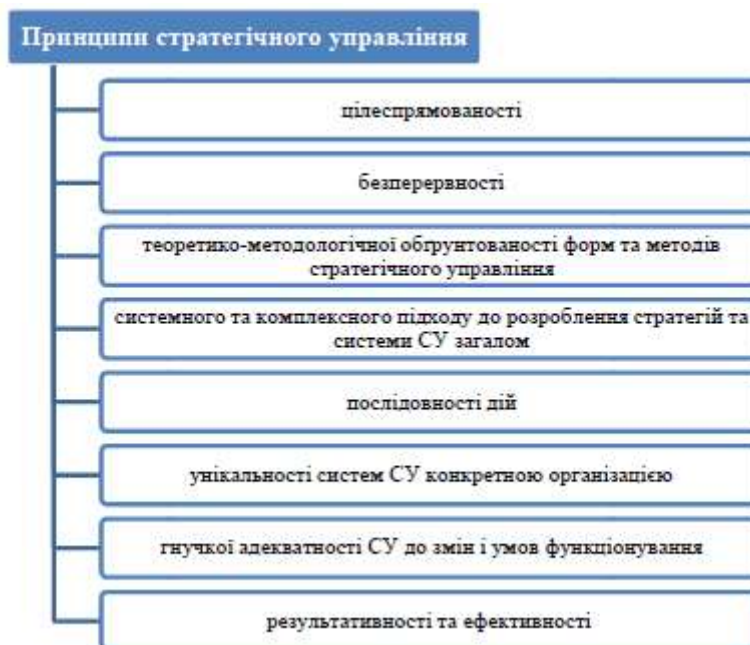 Принципи стратегічного управління
цілеспрямованості
безперервності
теоретико-методологічної обґрунтованості форм та методів
стратегічного управління
системного та комплексного підходу до розроблення стратегій та
системи СУ загалом
послідовності дій
унікальності систем СУ конкретною організацією
гнучкої адекватності СУ до змін і умов функціонування
результативності та ефективності